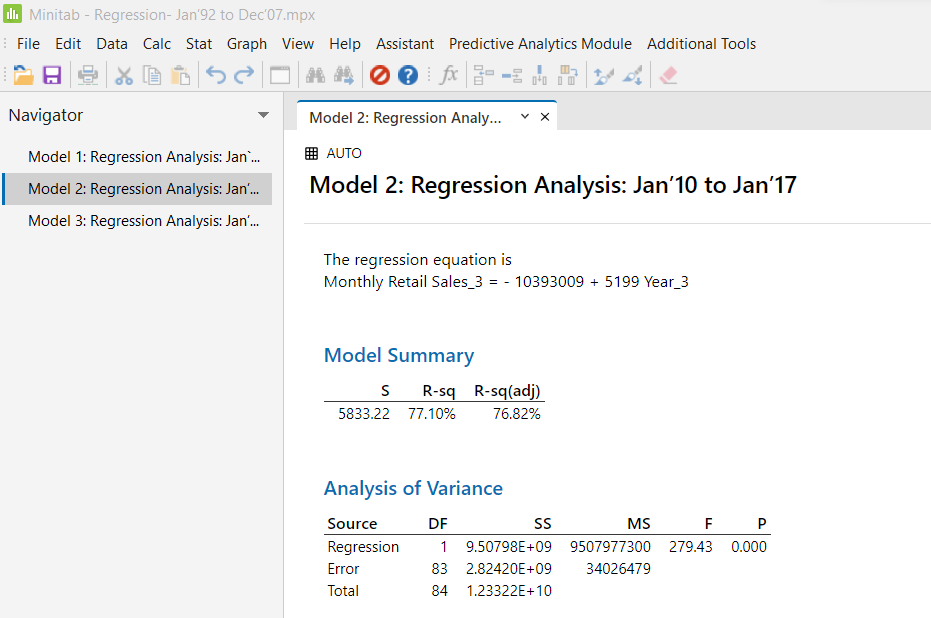 Minitab - Regression- Jan'92 to Dec'07.mpx
File Edit Data Calc Stat Graph View Help Assistant Predictive Analytics Module Additional Tools
Navigator
Model 1: Regression Analysis: Jan`...
Model 2: Regression Analysis: Jan'...
Model 3: Regression Analysis: Jan'...
Model 2: Regression Analy...
AUTO
Model 2: Regression Analysis: Jan'10 to Jan'17
The regression equation is
Monthly Retail Sales_3 = - 10393009 + 5199 Year_3
Model Summary
S R-sq R-sq(adj)
5833.22 77.10% 76.82%
Analysis of Variance
Source DF SS MS F P
Regression 1 9.50798E+09 9507977300 279.43 0.000
Error 83 2.82420E+09 34026479
Total 84 1.23322E+10